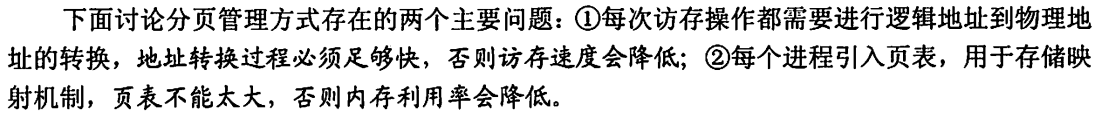 下面讨论分页管理方式存在的两个主要问题：①每次访存操作都需要进行逻辑地址到物理地
址的转换，地址转换过程必须足够快，否则访存速度会降低；②每个进程引入页表，用于存储映
射机制，页表不能太大，否则内存利用率会降低。